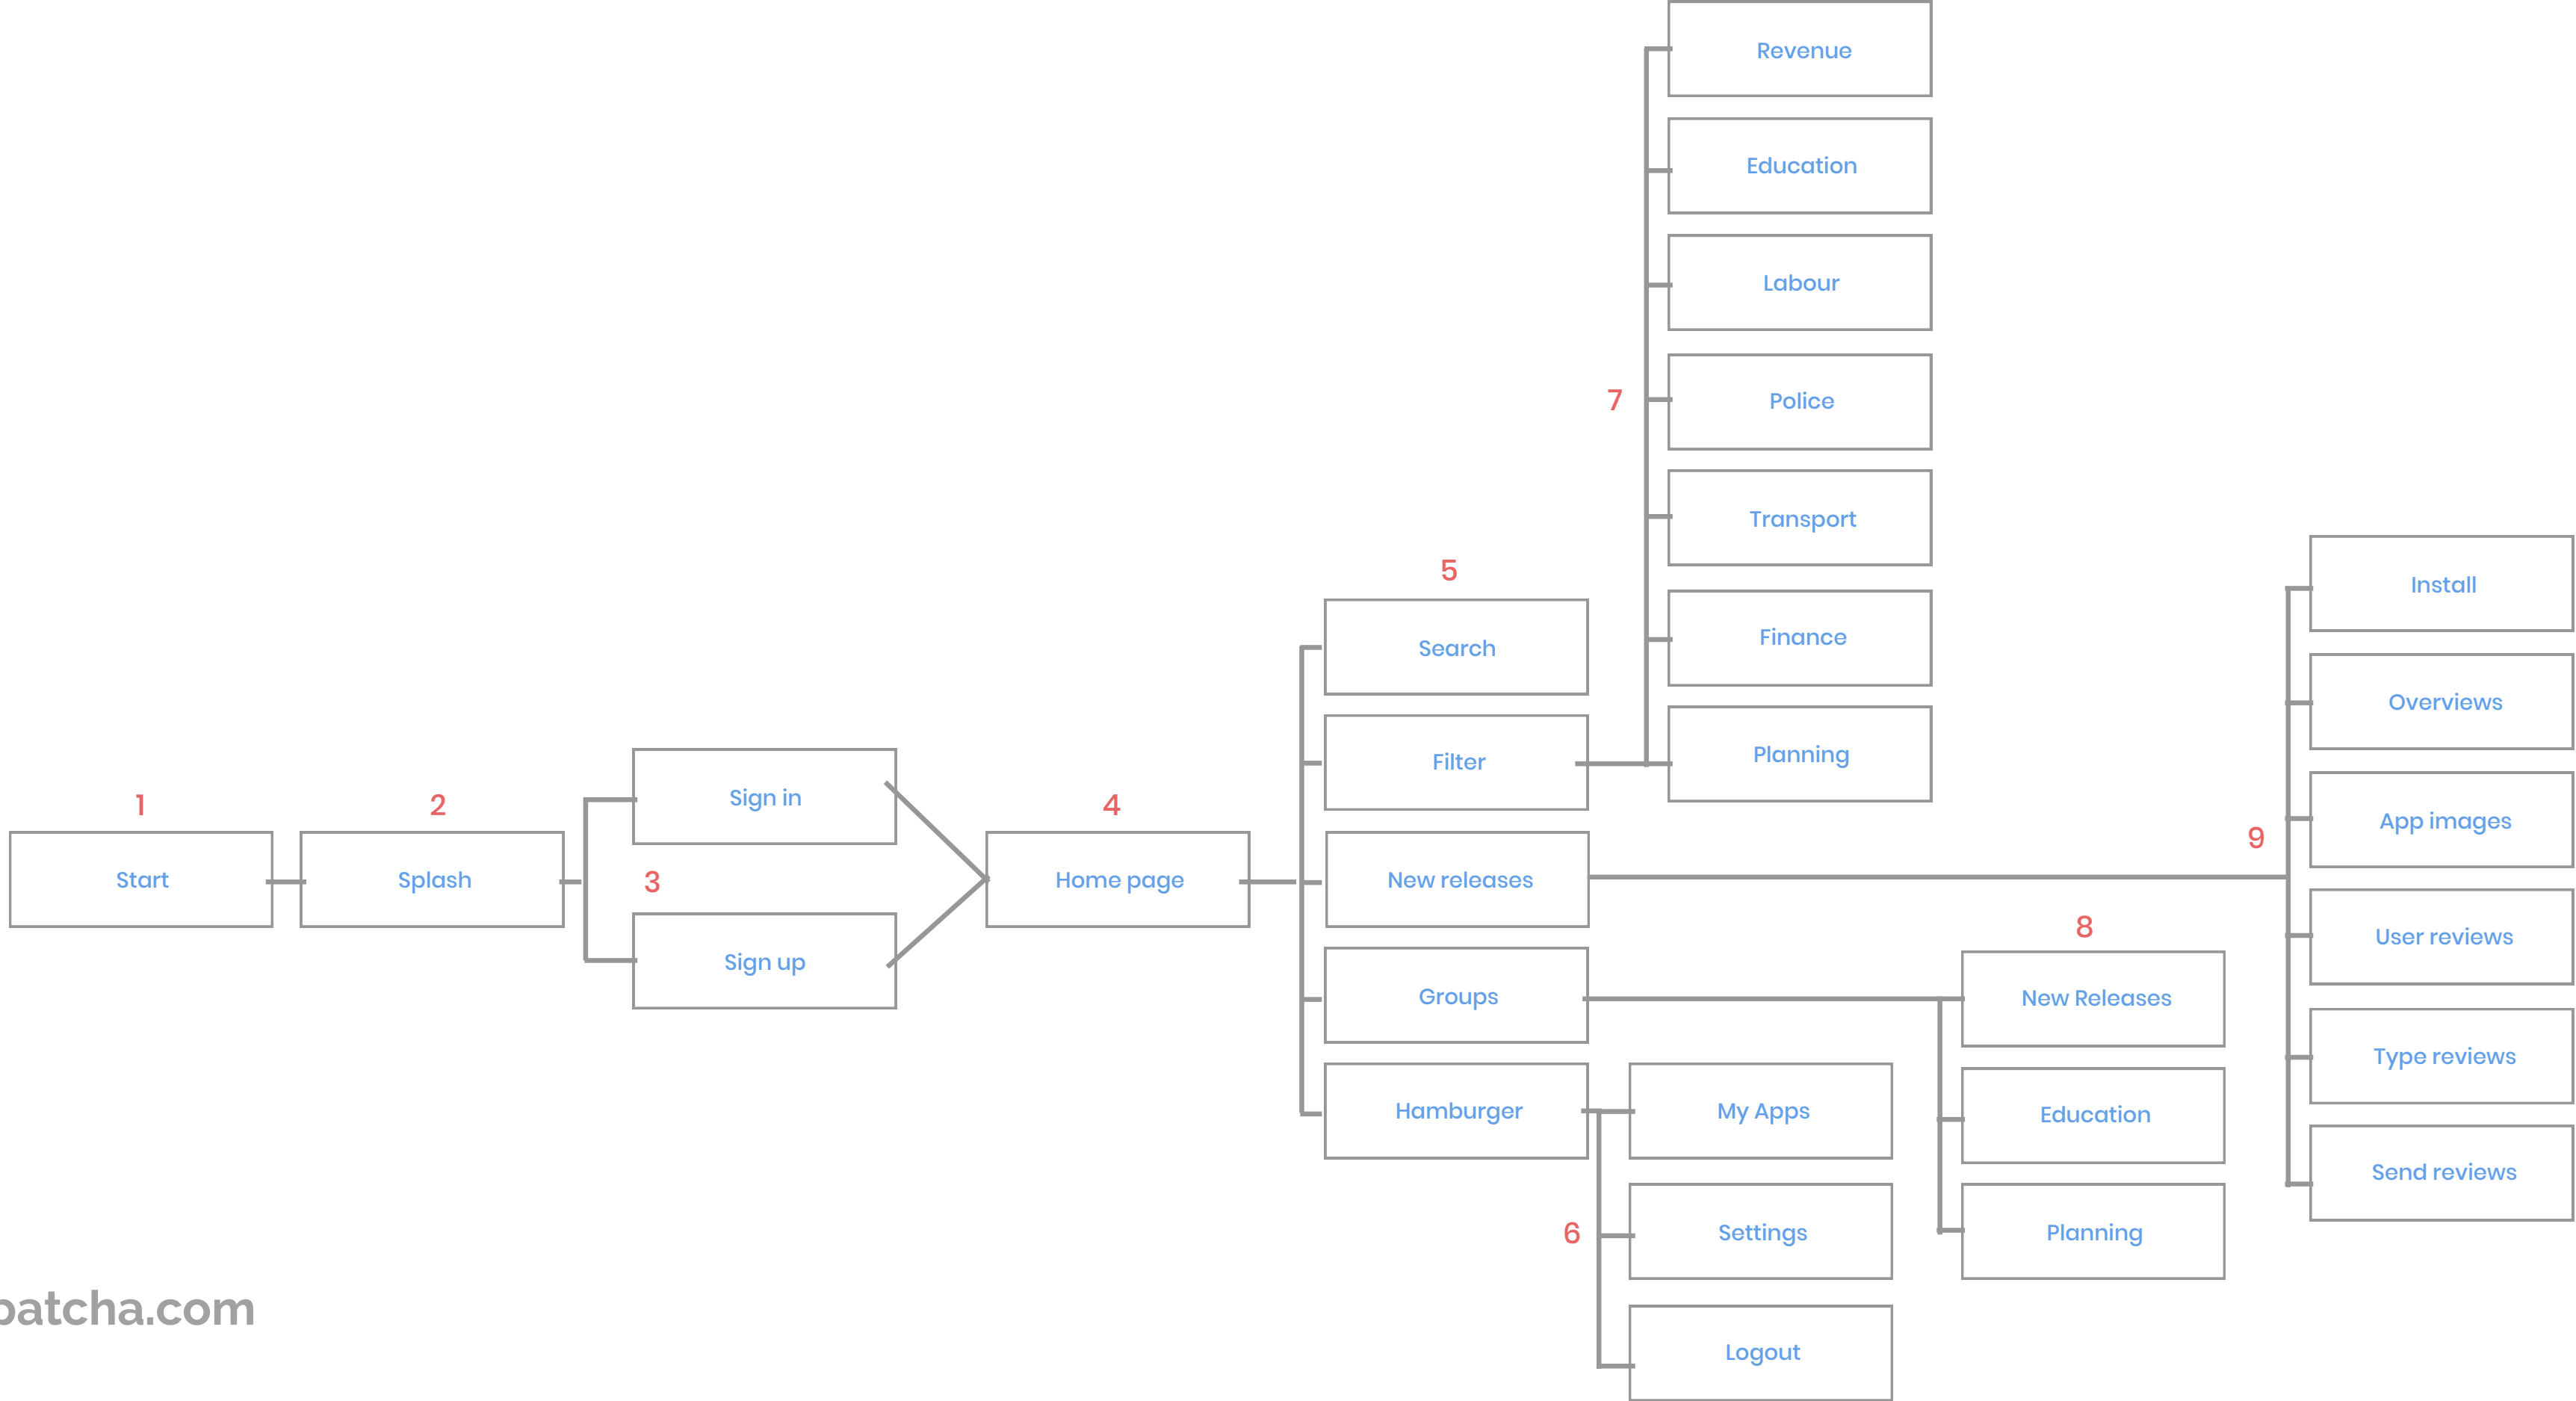 Revenue
Education
Labour
7
Police
Transport
Finance
Planning
5
Search
Filter
New releases
Groups
Hamburger
1
Start
2
Splash
Sign in
3
Sign up
4
Home page
6
My Apps
Settings
Logout
8
New Releases
Education
Planning
9
Install
Overviews
App images
User reviews
Type reviews
Send reviews
patcha.com